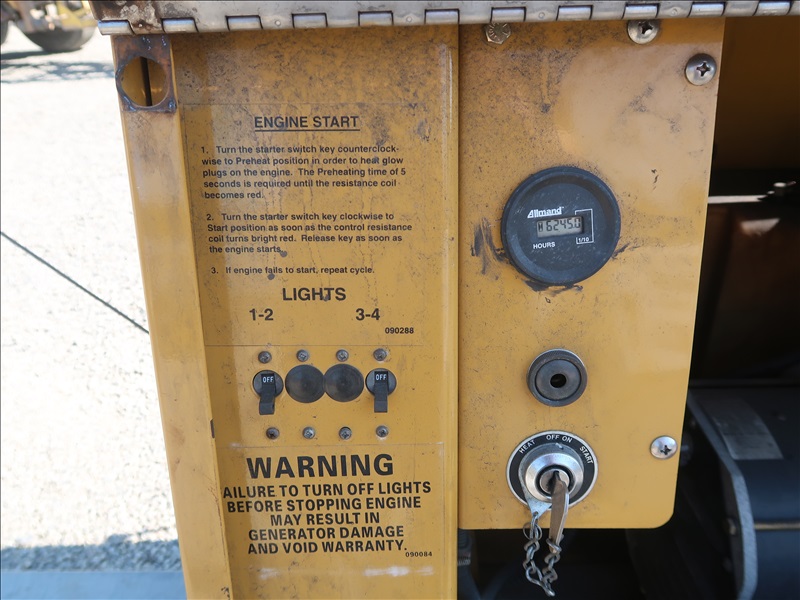 ENGINE START
1. Turn the starter switch key counterclock-
wise to Preheat position in order to heat glow
plugs on the engine. The Preheating time of 5
seconds is required until the resistance coil
becomes red.
2. Turn the starter switch key clockwise to
Start position as soon as the control resistance
coil turns bright red. Release key as soon as
the engine starts.
3. If engine fails to start, repeat cycle.
LIGHTS
1-2 3-4
090288
OFF OFF
WARNING
AILURE TO TURN OFF LIGHTS
BEFORE STOPPING ENGINE
MAY RESULT IN
GENERATOR DAMAGE
AND VOID WARRANTY.
090084
Allmand
6245.0
HOURS 1/10
HEAT OFF ON START